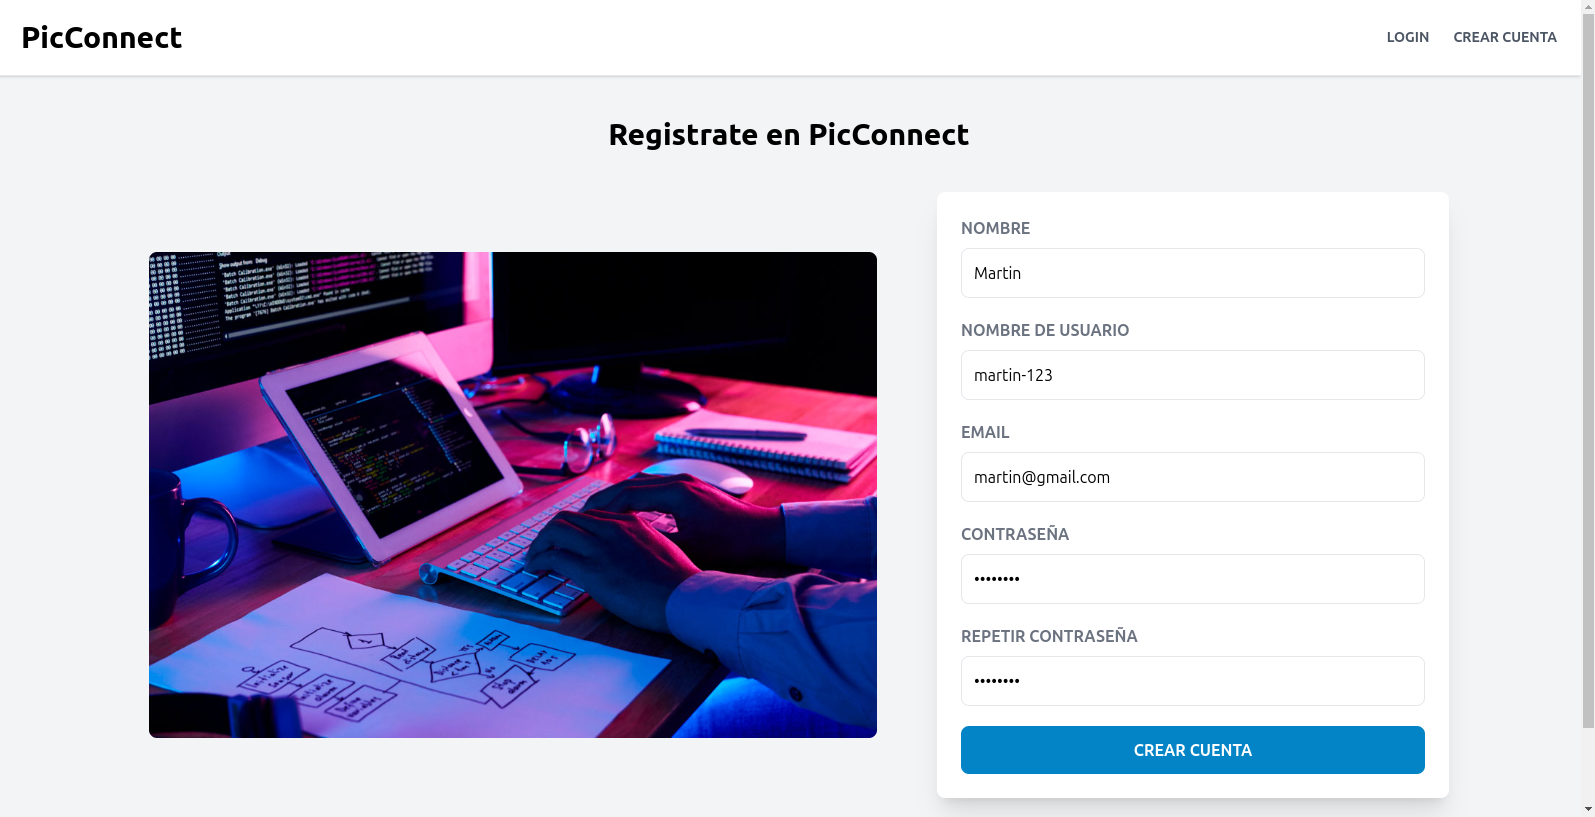 PicConnect
LOGIN
CREAR CUENTA
Registrate en PicConnect
NOMBRE
Martin
NOMBRE DE USUARIO
martin-123
EMAIL
martin@gmail.com
CONTRASEÑA
••••••••
REPETIR CONTRASEÑA
••••••••
CREAR CUENTA